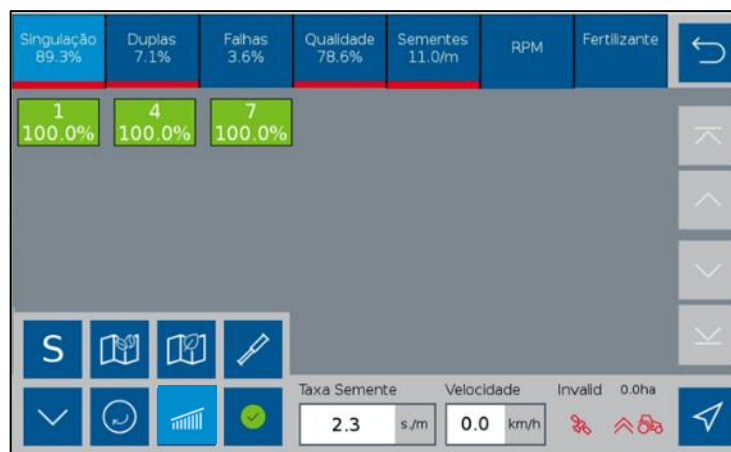 Singulação
89.3%
Duplas
7.1%
Falhas
3.6%
Qualidade
78.6%
Sementes
11.0/m
RPM
Fertilizante
1
100.0%
4
100.0%
7
100.0%
S
Taxa Semente
2.3 s./m
Velocidade
0.0 km/h
Invalid 0.0ha